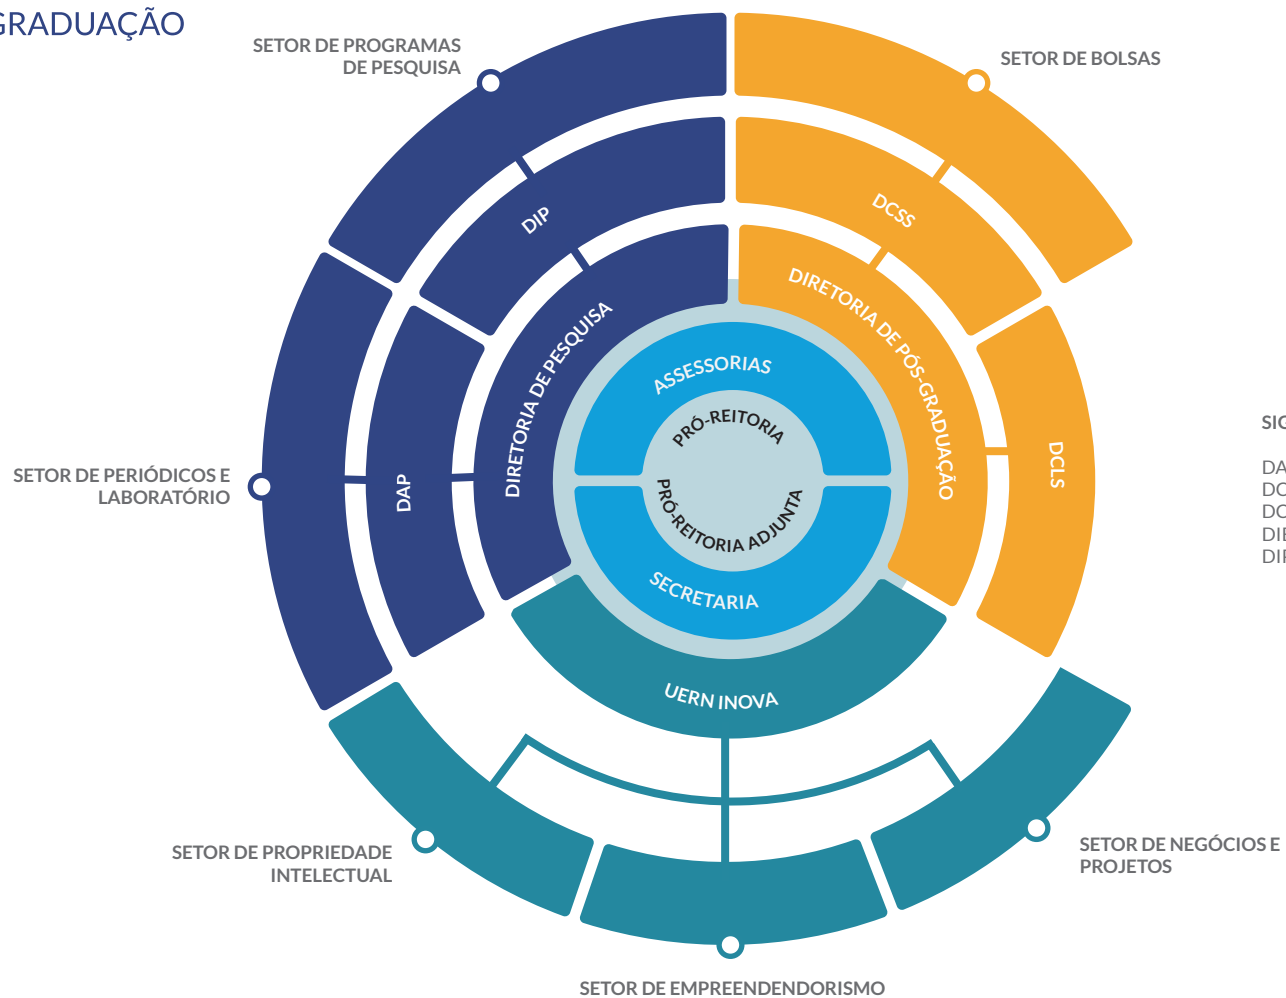 GRADUAÇÃO
SETOR DE PROGRAMAS
DE PESQUISA
SETOR DE BOLSAS
DIP
DCSS
DIRETORIA DE PESQUISA
DIRETORIA DE PÓS-GRADUAÇÃO
ASSESSORIAS
PRÓ-REITORIA
PRÓ-REITORIA ADJUNTA
SECRETARIA
DAP
DCLS
SETOR DE PERIÓDICOS E
LABORATÓRIO
UERN INOVA
SETOR DE PROPRIEDADE
INTELECTUAL
SETOR DE NEGÓCIOS E
PROJETOS
SETOR DE EMPREENDENDORISMO